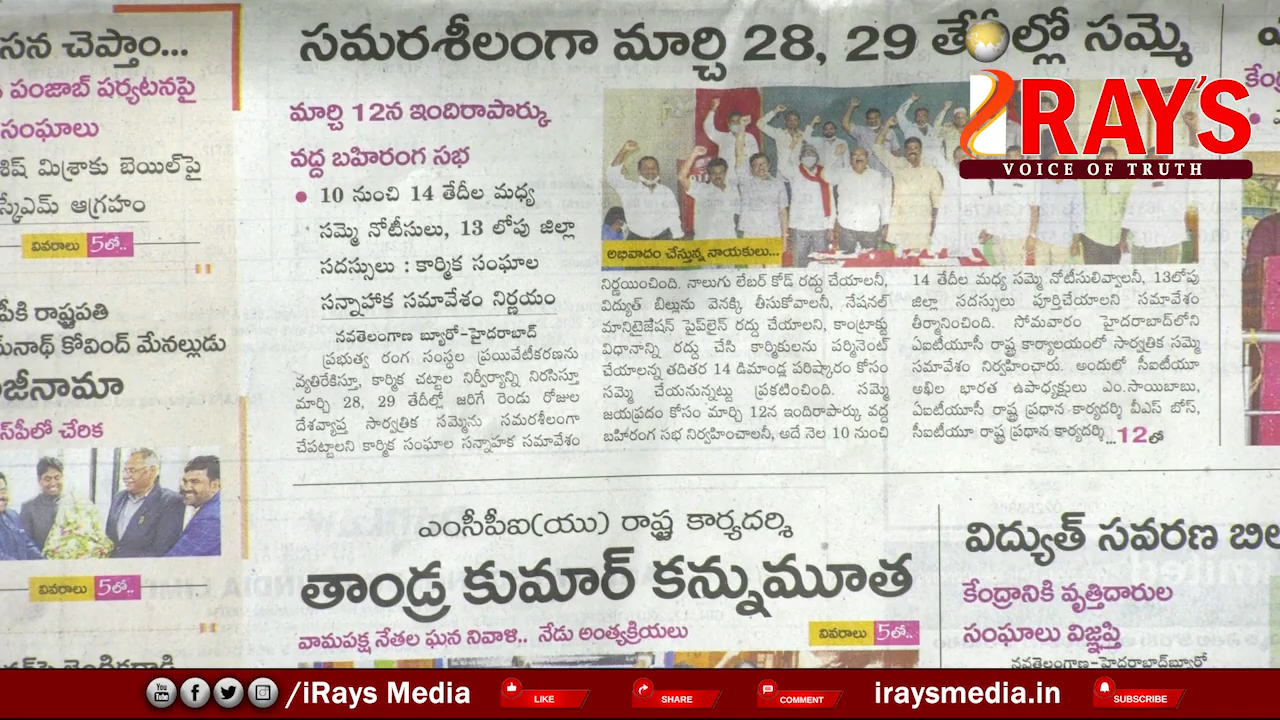 సన చెప్తాం...
పంజాబ్ పర్యటనపై
సంఘాలు
శిష్ మిశ్రాకు బెయిల్‌పై
స్కేఎమ్ ఆగ్రహం
వివరాలు 5లో..
పీకి రాష్ట్రపతి
మ్‌నాథ్ కోవింద్ మేనల్లుడు
జీనామా
స్‌పీలో చేరిక
వివరాలు 5లో..
సమరశీలంగా మార్చి 28, 29 తేదీల్లో సమ్మె
మార్చి 12న ఇందిరాపార్కు
వద్ద బహిరంగ సభ
• 10 నుంచి 14 తేదీల మధ్య
సమ్మె నోటీసులు, 13 లోపు జిల్లా
సదస్సులు : కార్మిక సంఘాల
సన్నాహాక సమావేశం నిర్ణయం
నవతెలంగాణ బ్యూరో-హైదరాబాద్
ప్రభుత్వ రంగ సంస్థల ప్రయివేటీకరణను
వ్యతిరేకిస్తూ, కార్మిక చట్టాల నిర్వీర్యాన్ని నిరసిస్తూ
మార్చి 28, 29 తేదీల్లో జరిగే రెండు రోజుల
దేశవ్యాప్త సార్వత్రిక సమ్మెను సమరశీలంగా
చేపట్టాలని కార్మిక సంఘాల సన్నాహక సమావేశం
అభివాదం చేస్తున్న నాయకులు...
నిర్ణయించింది. నాలుగు లేబర్ కోడ్ రద్దు చేయాలనీ,
విద్యుత్ బిల్లును వెనక్కి తీసుకోవాలనీ, నేషనల్
మానిటైజేషన్ పైప్‌లైన్ రద్దు చేయాలని, కాంట్రాక్టు
విధానాన్ని రద్దు చేసి కార్మికులను పర్మినెంట్
చేయాలన్న తదితర 14 డిమాండ్ల పరిష్కారం కోసం
సమ్మె చేయనున్నట్టు ప్రకటించింది. సమ్మె
జయప్రదం కోసం మార్చి 12న ఇందిరాపార్కు వద్ద
బహిరంగ సభ నిర్వహించాలనీ, అదే నెల 10 నుంచి
14 తేదీల మధ్య సమ్మె నోటీసులివ్వాలనీ, 13లోపు
జిల్లా సదస్సులు పూర్తిచేయాలని సమావేశం
తీర్మానించింది. సోమవారం హైదరాబాద్‌లోని
ఏఐటీయూసీ రాష్ట్ర కార్యాలయంలో సార్వత్రిక సమ్మె
సమావేశం నిర్వహించారు. అందులో సీఐటీయూ
అఖిల భారత ఉపాధ్యక్షులు ఎం.సాయిబాబు,
ఏఐటీయూసీ రాష్ట్ర ప్రధాన కార్యదర్శి వీఎస్ బోస్,
సీఐటీయూ రాష్ట్ర ప్రధాన కార్యదర్శి...12లో
కేంద్ర
ఎంసీపీఐ(యు) రాష్ట్ర కార్యదర్శి
తాండ్ర కుమార్ కన్నుమూత
వామపక్ష నేతల ఘన నివాళి.. నేడు అంత్యక్రియలు
వివరాలు 5లో..
విద్యుత్ సవరణ బిల
కేంద్రానికి వృత్తిదారుల
సంఘాలు విజ్ఞప్తి
నవతెలంగాణ-హైదరాబాద్‌బ్యూరో
iRAY'S
VOICE OF TRUTH
You Tube /iRays Media LIKE SHARE COMMENT iraysmedia.in SUBSCRIBE